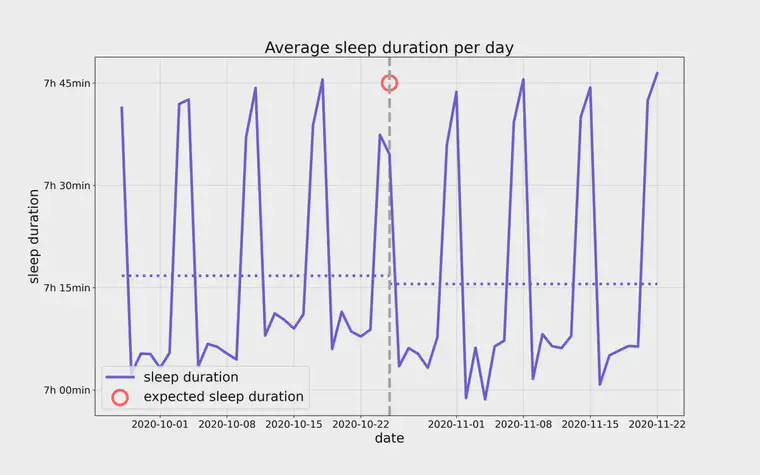 Average sleep duration per day
sleep duration
7h 45min
7h 30min
7h 15min
7h 00min
sleep duration
expected sleep duration
2020-10-01 2020-10-08 2020-10-15 2020-10-22 2020-11-01 2020-11-08 2020-11-15 2020-11-22
date